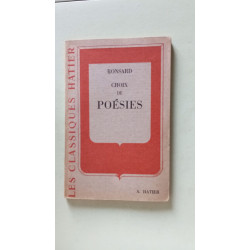 RONSARD
CHOIX
DE
POÉSIES
A. HATIER
LES CLASSIQUES HATIER